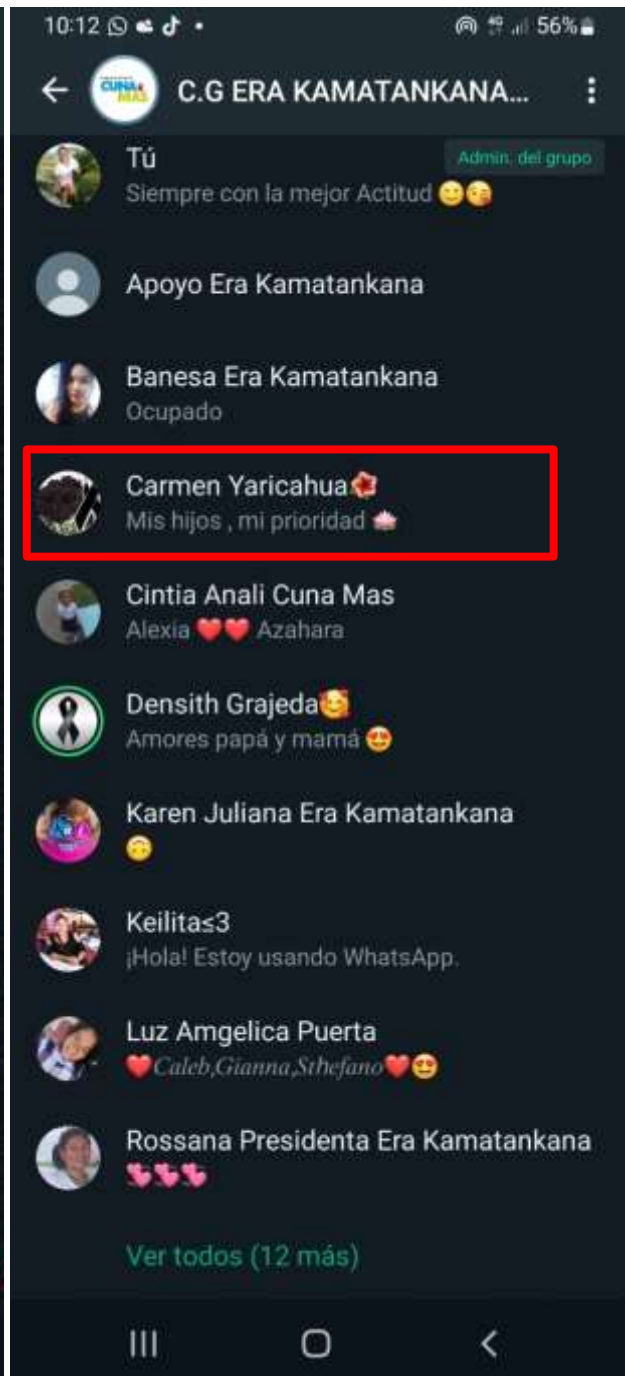 10:12
56%
CUNA MAS
C.G ERA KAMATANKANA...
Tú
Admin. del grupo
Siempre con la mejor Actitud 😊😘
Apoyo Era Kamatankana
Banesa Era Kamatankana
Ocupado
Carmen Yaricahua🌺
Mis hijos , mi prioridad 🪷
Cintia Anali Cuna Mas
Alexia ❤️❤️ Azahara
Densith Grajeda🥰
Amores papá y mamá 😍
Karen Juliana Era Kamatankana
🙃
Keilita≤3
¡Hola! Estoy usando WhatsApp.
Luz Amgelica Puerta
❤️Caleb,Gianna,Sthefano❤️😍
Rossana Presidenta Era Kamatankana
💞💞💞
Ver todos (12 más)